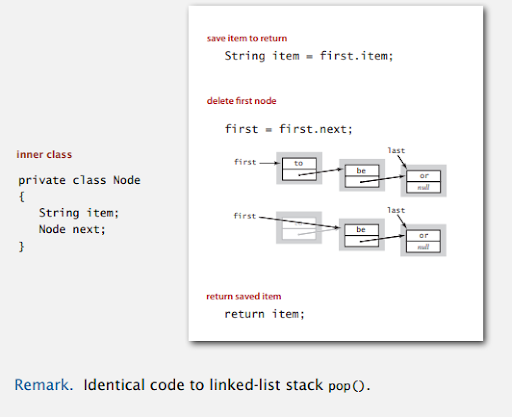 save item to return
String item = first.item;
delete first node
first = first.next;
inner class
private class Node
{
String item;
Node next;
}
last
first
to
be
or
null
last
first
be
or
null
return saved item
return item;
Remark. Identical code to linked-list stack pop().